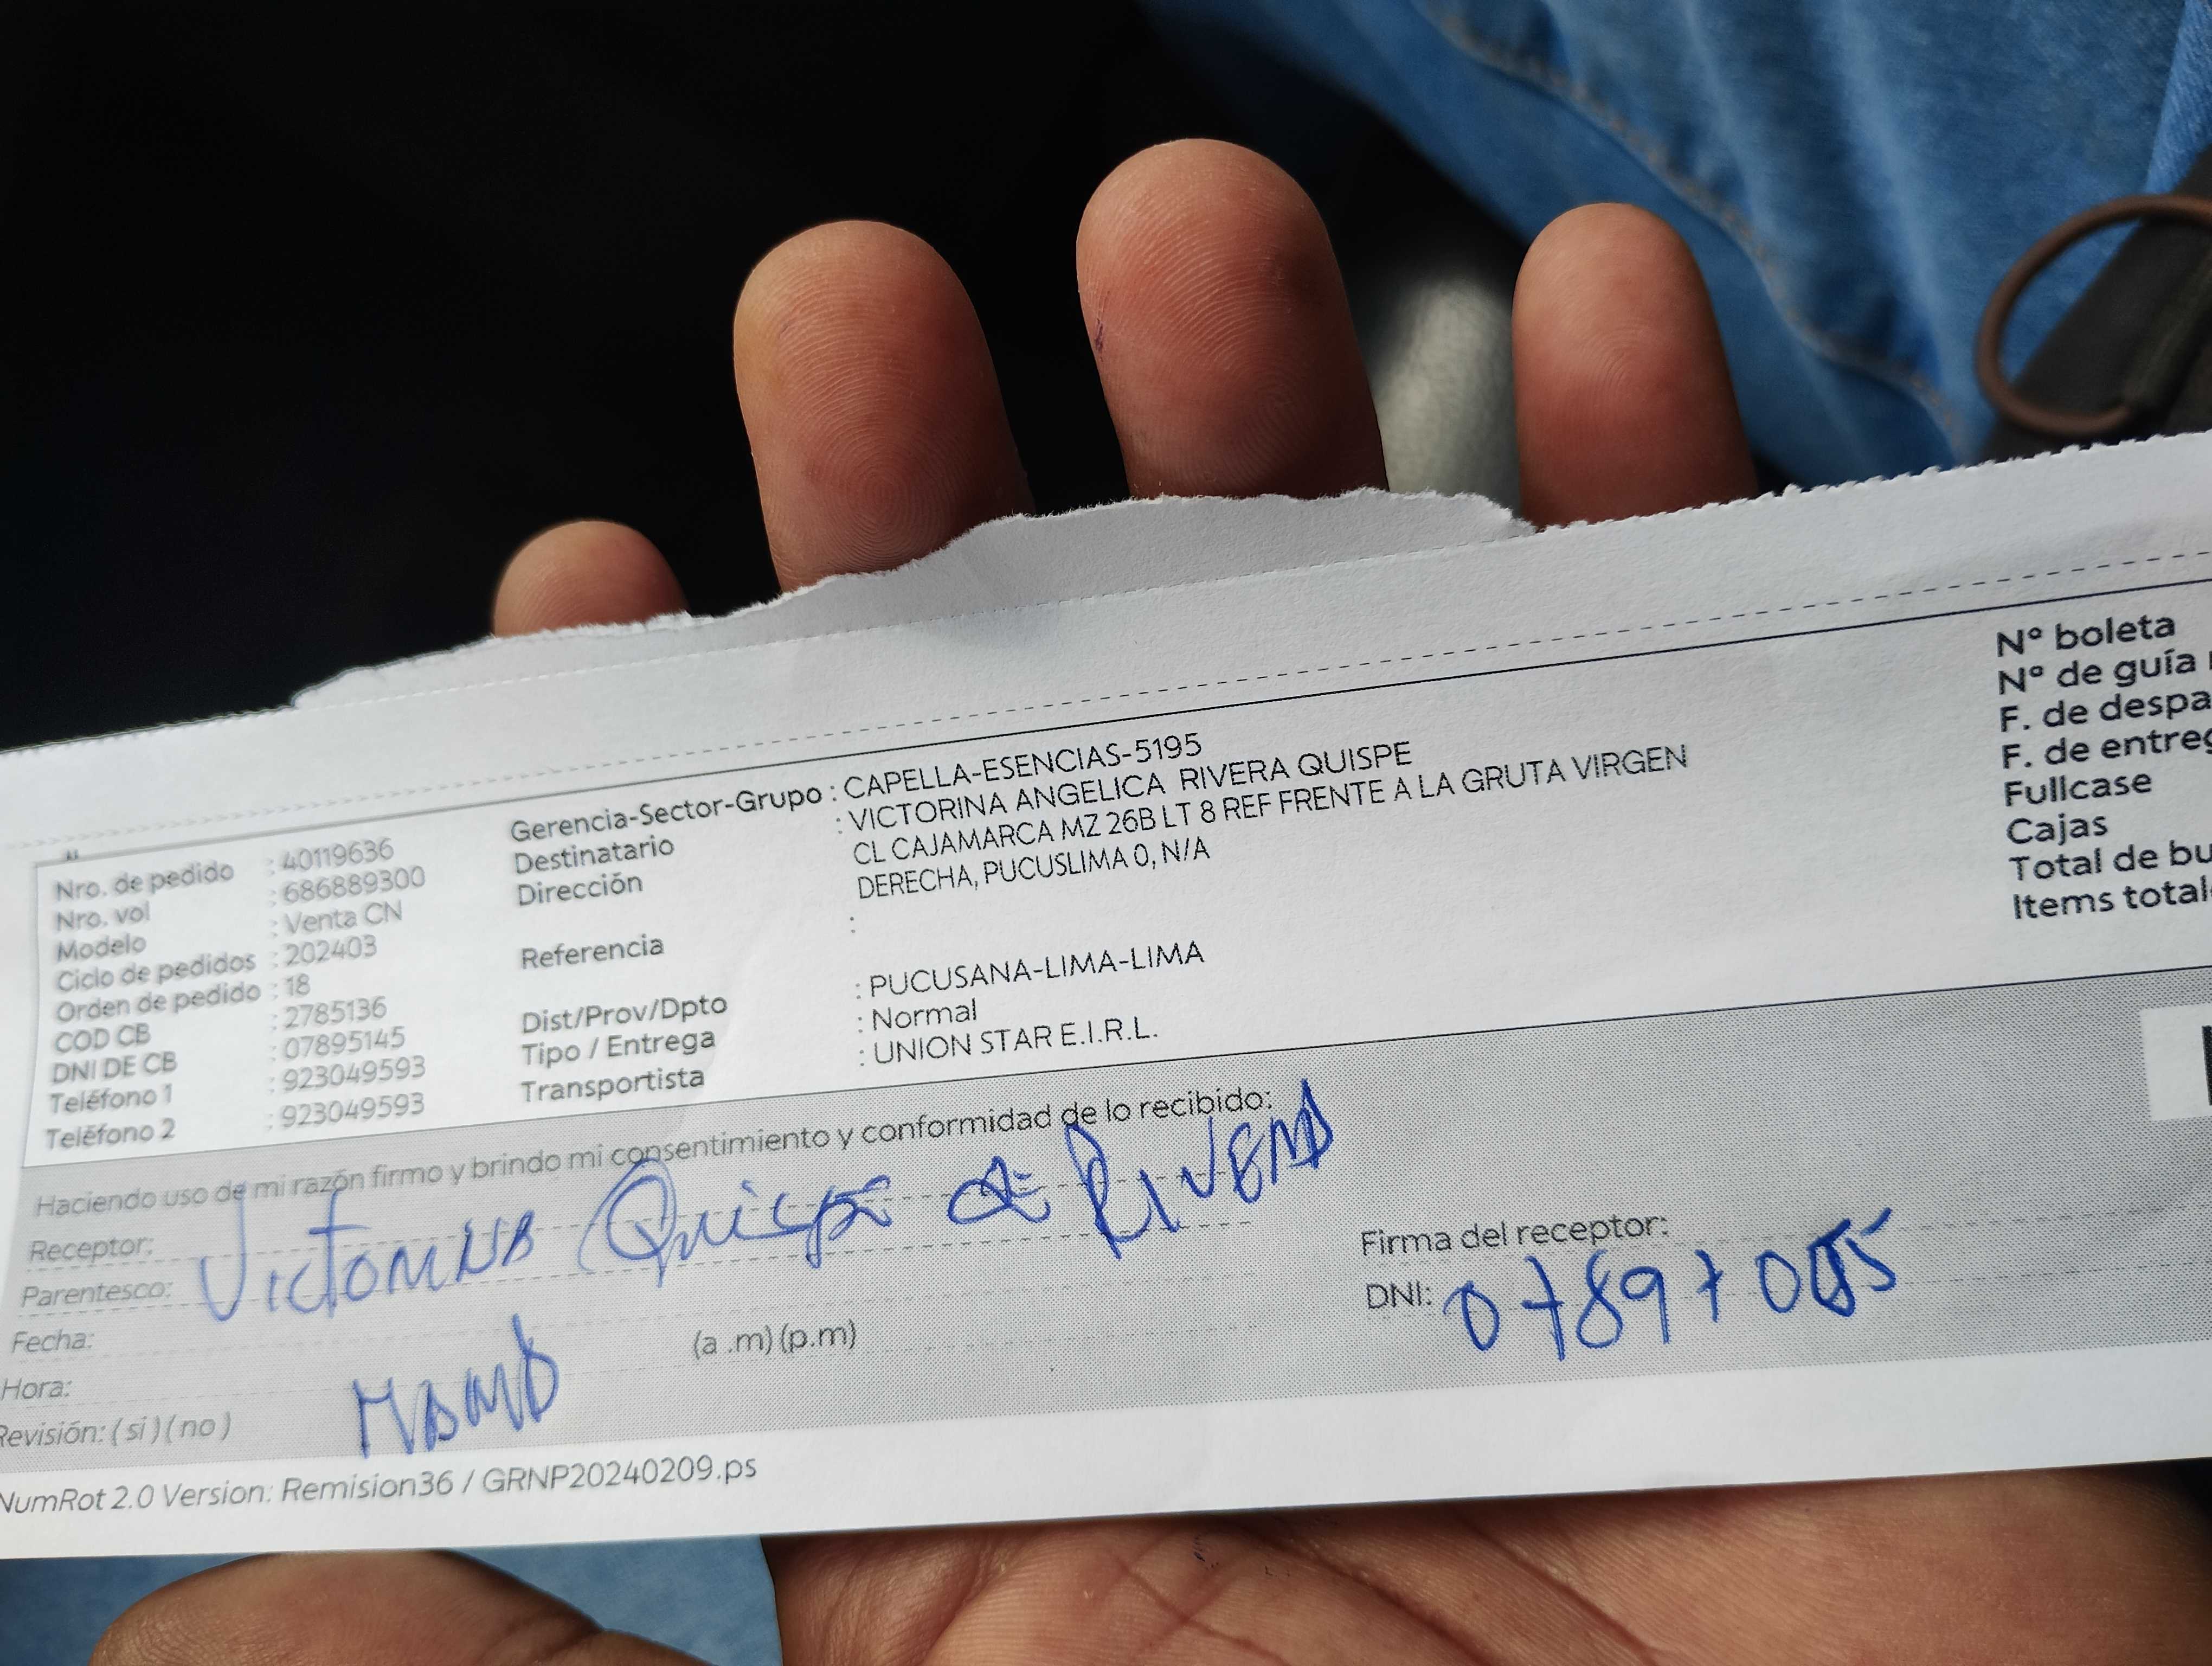 Nro. de pedido : 40119636
Nro. vol : 686889300
Modelo : Venta CN
Ciclo de pedidos : 202403
Orden de pedido : 18
COD CB : 2785136
DNI DE CB : 07895145
Teléfono 1 : 923049593
Teléfono 2 : 923049593
Gerencia-Sector-Grupo : CAPELLA-ESENCIAS-5195
Destinatario : VICTORINA ANGELICA RIVERA QUISPE
Dirección CL CAJAMARCA MZ 26B LT 8 REF FRENTE A LA GRUTA VIRGEN
DERECHA, PUCUSLIMA 0, N/A
Referencia :
Dist/Prov/Dpto : PUCUSANA-LIMA-LIMA
Tipo / Entrega : Normal
Transportista : UNION STAR E.I.R.L.
N° boleta
N° de guía
F. de despa
F. de entreg
Fullcase
Cajas
Total de bu
Items total
Haciendo uso de mi razón firmo y brindo mi consentimiento y conformidad de lo recibido:
Receptor: Quispe de RIVERA
Parentesco:
Fecha:
Hora: (a .m) (p.m)
Revisión: ( si ) ( no )
Firma del receptor:
DNI:
NumRot 2.0 Version: Remision36 / GRNP20240209.ps